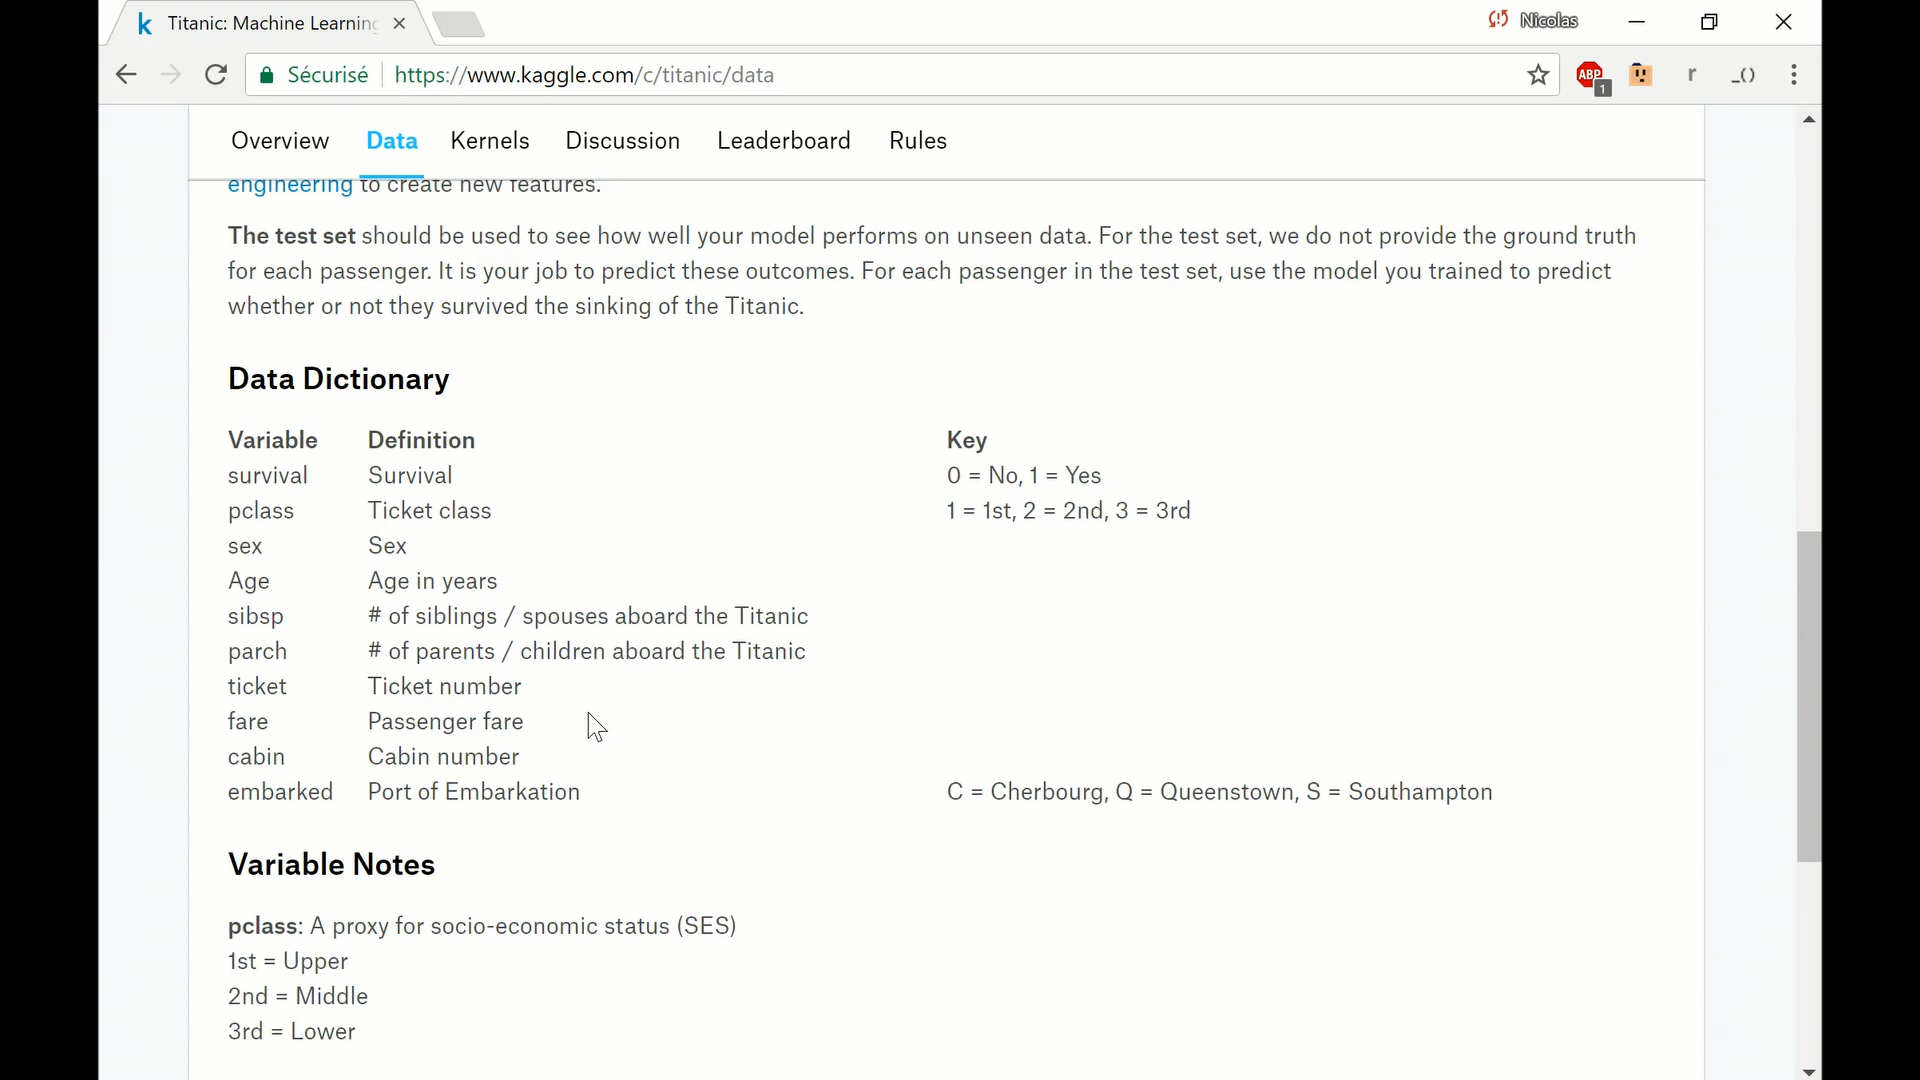 k Titanic: Machine Learning
Nicolas
Sécurisé https://www.kaggle.com/c/titanic/data ABP 1 r _()
Overview Data Kernels Discussion Leaderboard Rules
engineering to create new features.
The test set should be used to see how well your model performs on unseen data. For the test set, we do not provide the ground truth
for each passenger. It is your job to predict these outcomes. For each passenger in the test set, use the model you trained to predict
whether or not they survived the sinking of the Titanic.
Data Dictionary
Variable Definition Key
survival Survival 0 = No, 1 = Yes
pclass Ticket class 1 = 1st, 2 = 2nd, 3 = 3rd
sex Sex
Age Age in years
sibsp # of siblings / spouses aboard the Titanic
parch # of parents / children aboard the Titanic
ticket Ticket number
fare Passenger fare
cabin Cabin number
embarked Port of Embarkation C = Cherbourg, Q = Queenstown, S = Southampton
Variable Notes
pclass: A proxy for socio-economic status (SES)
1st = Upper
2nd = Middle
3rd = Lower